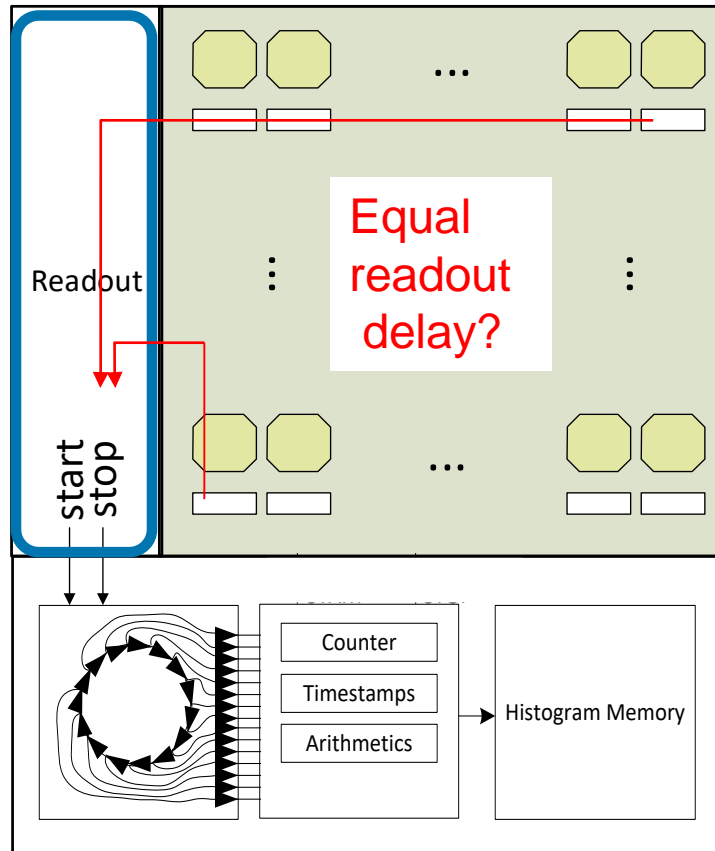 ...
Equal
readout
delay?
Readout
...
start
stop
Counter
Timestamps
Arithmetics
Histogram Memory